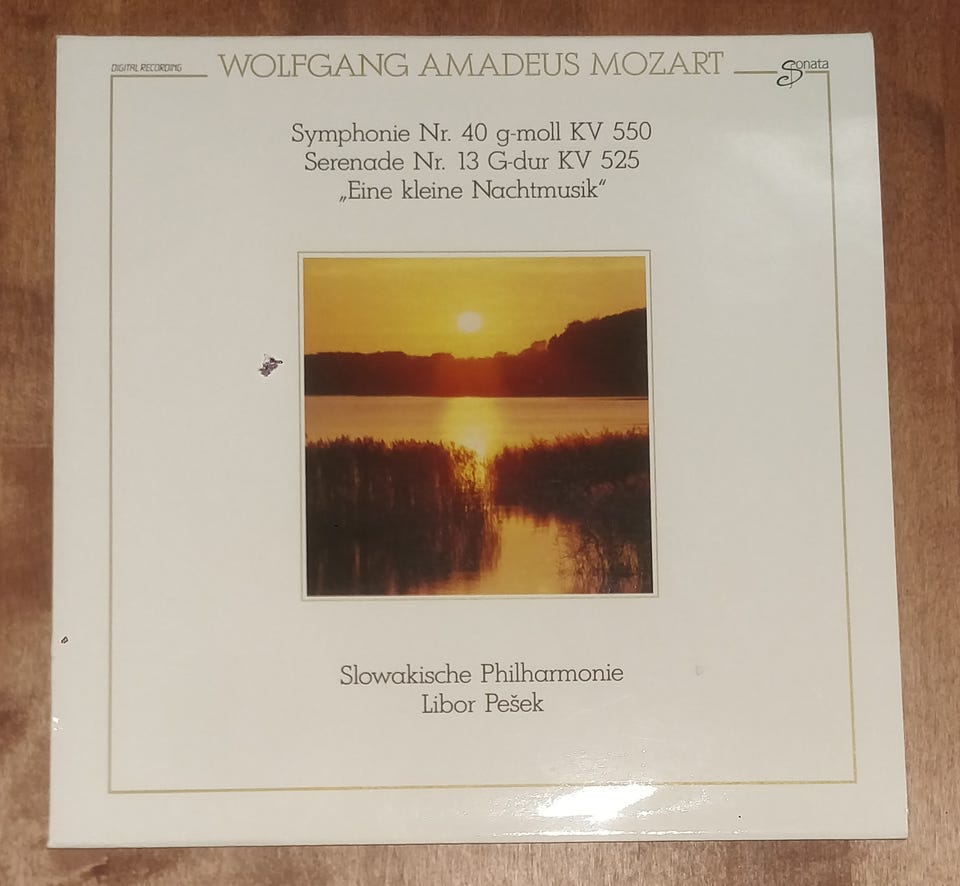 DIGITAL RECORDING
WOLFGANG AMADEUS MOZART
Sonata
Symphonie Nr. 40 g-moll KV 550
Serenade Nr. 13 G-dur KV 525
„Eine kleine Nachtmusik“
Slowakische Philharmonie
Libor Pešek